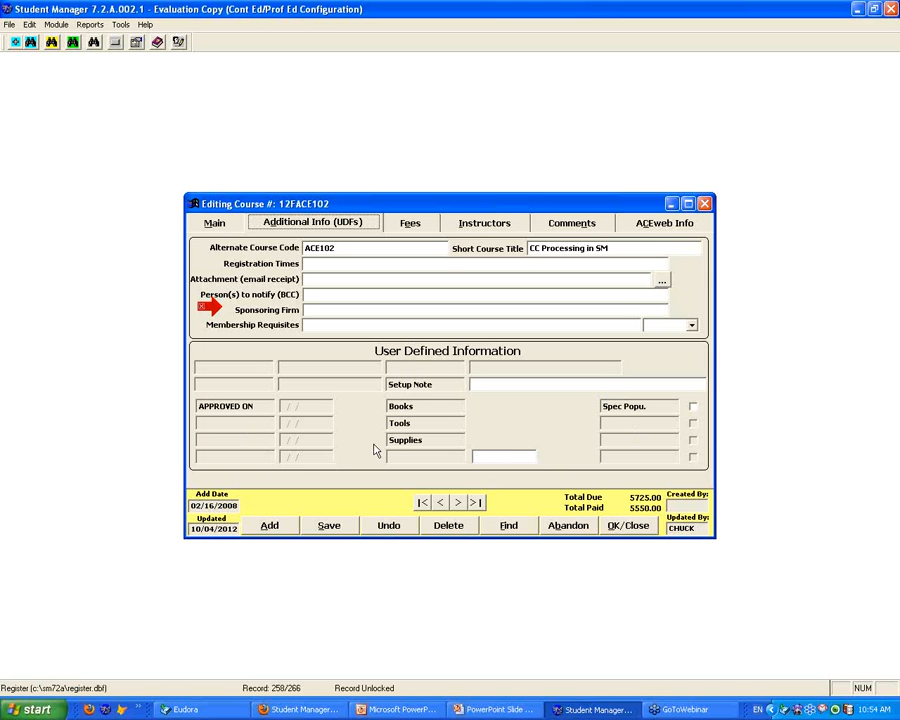 Student Manager 7.2.A.002.1 - Evaluation Copy (Cont Ed/Prof Ed Configuration)
File Edit Module Reports Tools Help
Editing Course #: 12FACE102
Main Additional Info (UDFs) Fees Instructors Comments ACEweb Info
Alternate Course Code ACE102 Short Course Title CC Processing in SM
Registration Times
Attachment (email receipt) ...
Person(s) to notify (BCC)
Sponsoring Firm
Membership Requisites
User Defined Information
Setup Note
APPROVED ON / / Books Spec Popu.
/ / Tools
/ / Supplies
/ /
Add Date
02/16/2008
Updated
10/04/2012
|< < > >|
Total Due 5725.00
Total Paid 5550.00
Created By:
Updated By:
CHUCK
Add Save Undo Delete Find Abandon OK/Close
Register (c:\sm72a\register.dbf) Record: 258/266 Record Unlocked NUM
start Eudora Student Manager... Microsoft PowerP... PowerPoint Slide ... Student Manager... GoToWebinar EN 10:54 AM